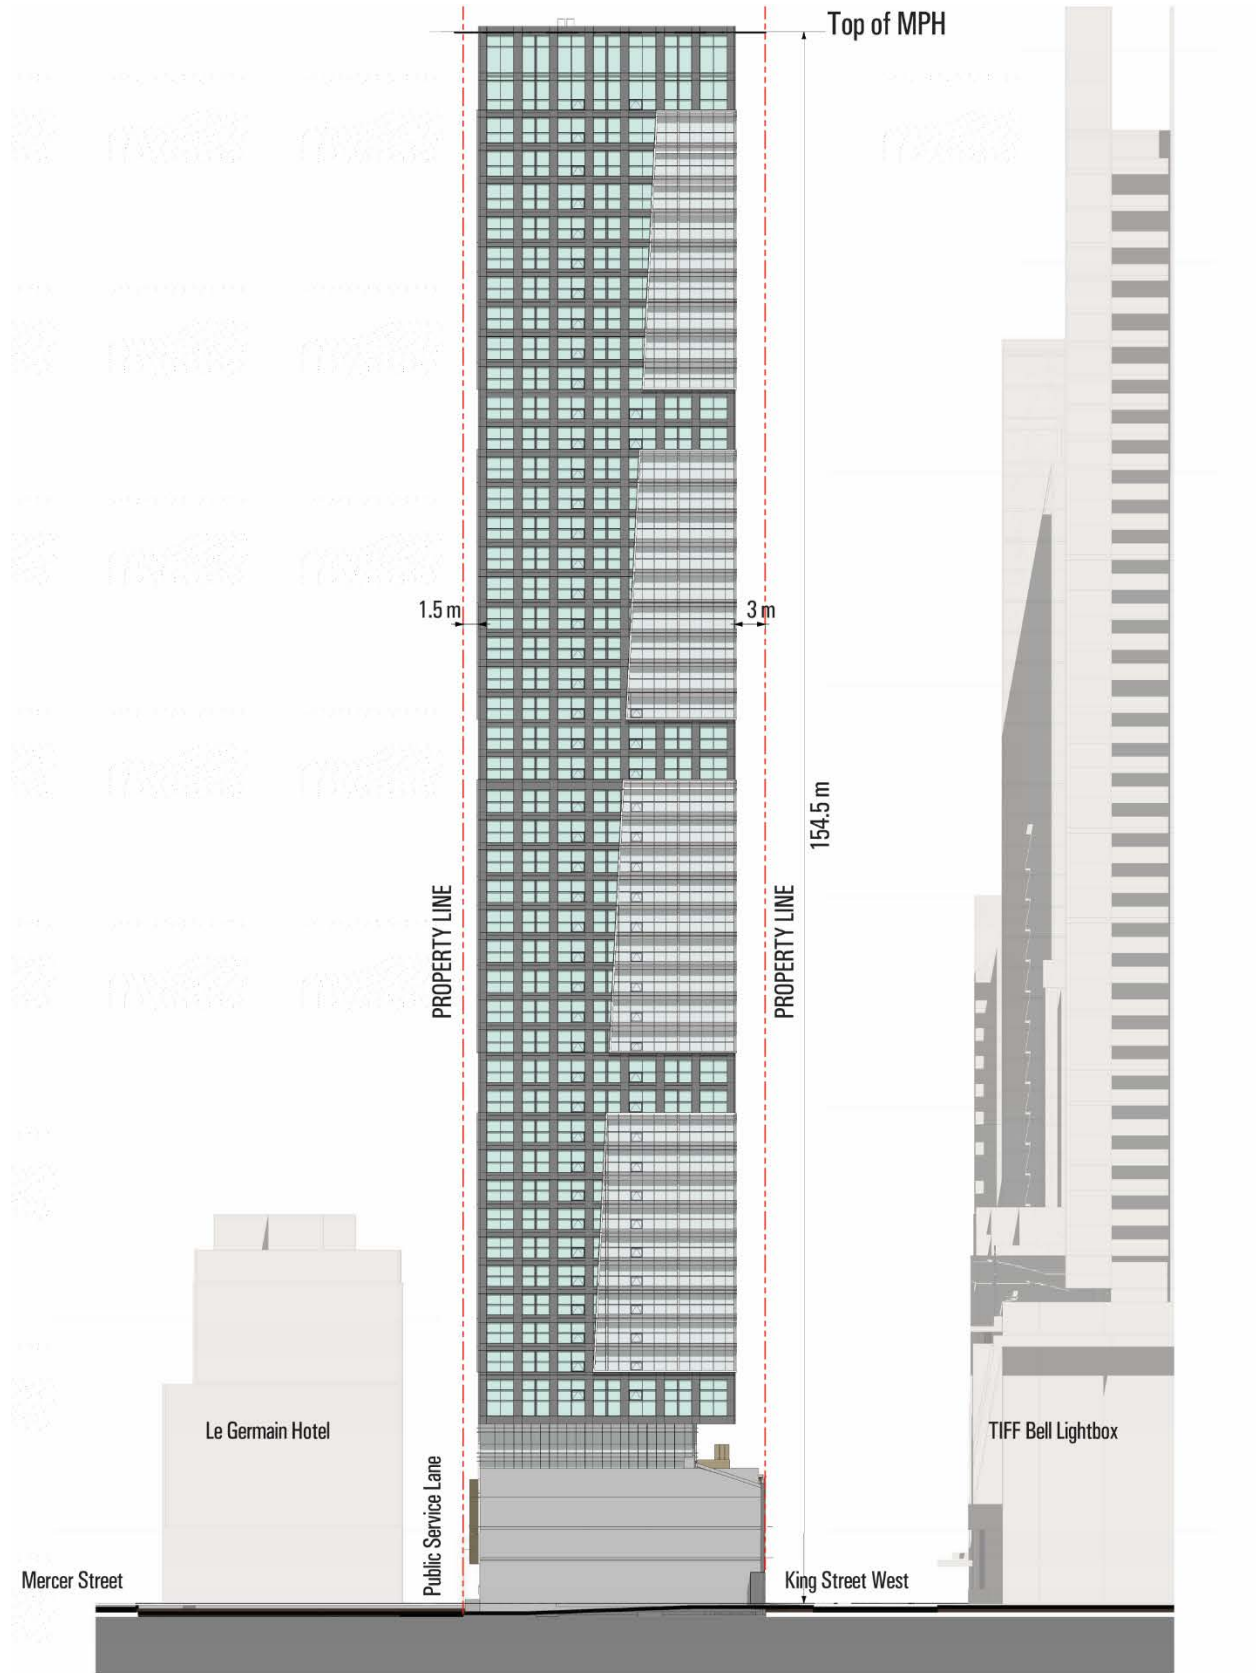 Top of MPH
1.5 m
3 m
154.5 m
PROPERTY LINE
PROPERTY LINE
Le Germain Hotel
TIFF Bell Lightbox
Public Service Lane
Mercer Street
King Street West